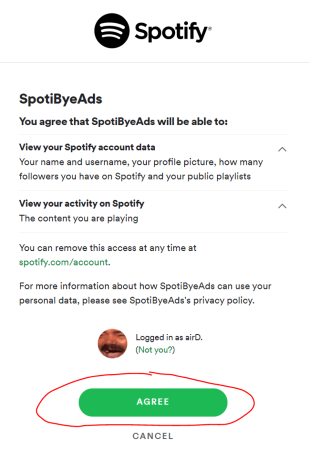 Spotify®
SpotiByeAds
You agree that SpotiByeAds will be able to:
View your Spotify account data
Your name and username, your profile picture, how many
followers you have on Spotify and your public playlists
View your activity on Spotify
The content you are playing
You can remove this access at any time at
spotify.com/account.
For more information about how SpotiByeAds can use your
personal data, please see SpotiByeAds's privacy policy.
Logged in as airD.
(Not you?)
AGREE
CANCEL